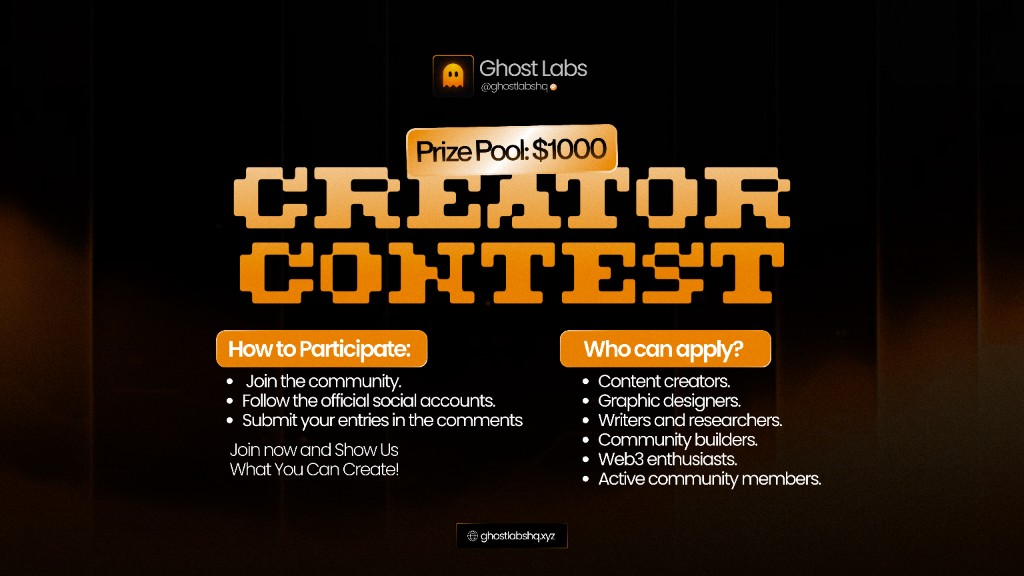 Ghost Labs
@ghostlabshq
Prize Pool: $1000
CREATOR
CONTEST
How to Participate:
• Join the community.
• Follow the official social accounts.
• Submit your entries in the comments
Join now and Show Us
What You Can Create!
Who can apply?
• Content creators.
• Graphic designers.
• Writers and researchers.
• Community builders.
• Web3 enthusiasts.
• Active community members.
ghostlabshq.xyz